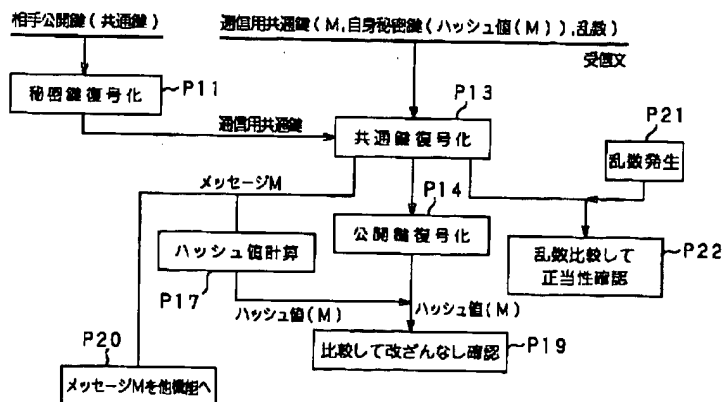 相手公開鍵(共通鍵)
通信用共通鍵(M,自身秘密鍵(ハッシュ値(M)),乱数)
受信文
秘密鍵復号化
P11
通信用共通鍵
P13
共通鍵復号化
P21
乱数発生
メッセージM
P14
公開鍵復号化
ハッシュ値計算
P17
乱数比較して
正当性確認
P22
ハッシュ値(M)
ハッシュ値(M)
P20
メッセージMを他機能へ
比較して改ざんなし確認
P19